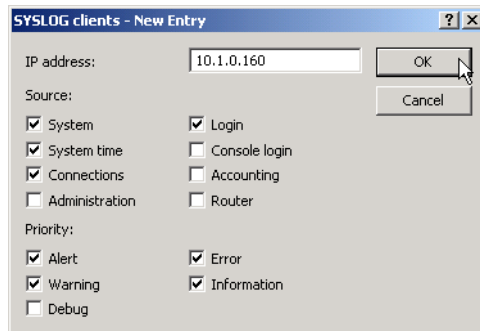 SYSLOG clients - New Entry
IP address: 10.1.0.160 OK
Source: Cancel
System Login
System time Console login
Connections Accounting
Administration Router
Priority:
Alert Error
Warning Information
Debug